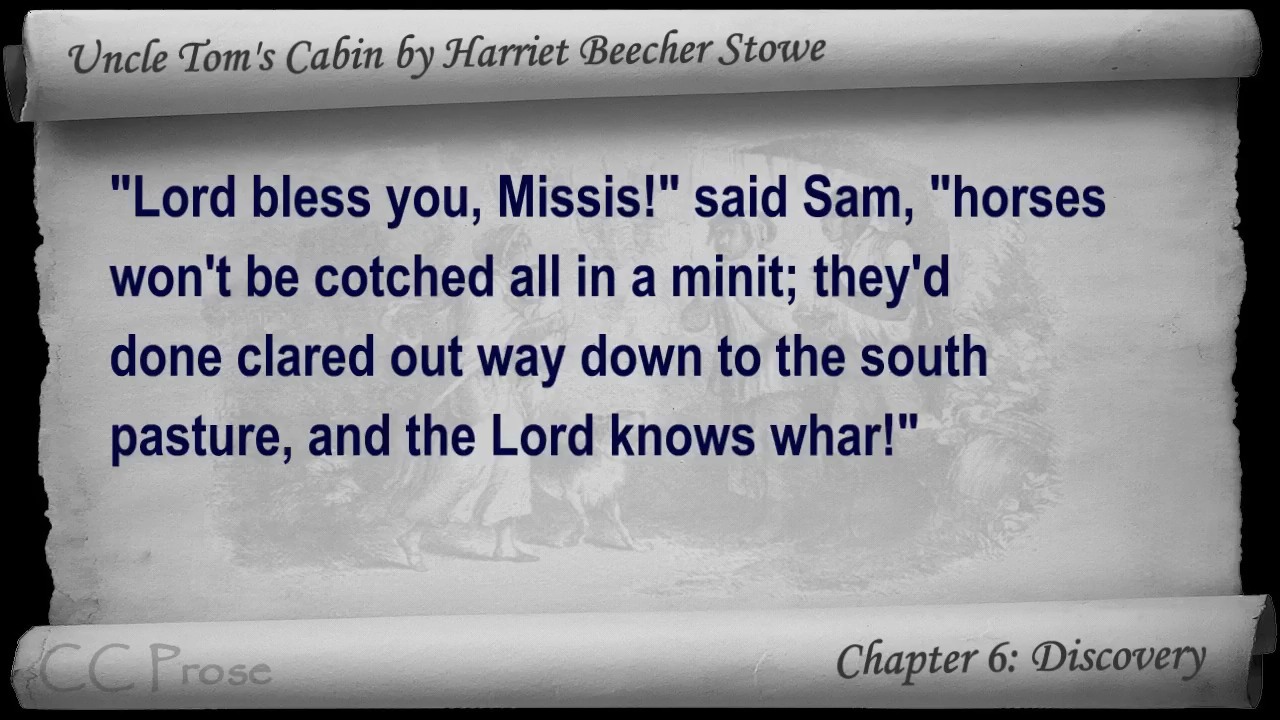 Uncle Tom's Cabin by Harriet Beecher Stowe
"Lord bless you, Missis!" said Sam, "horses
won't be cotched all in a minit; they'd
done clared out way down to the south
pasture, and the Lord knows whar!"
CC Prose
Chapter 6: Discovery